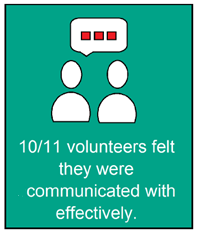 10/11 volunteers felt
they were
communicated with
effectively.